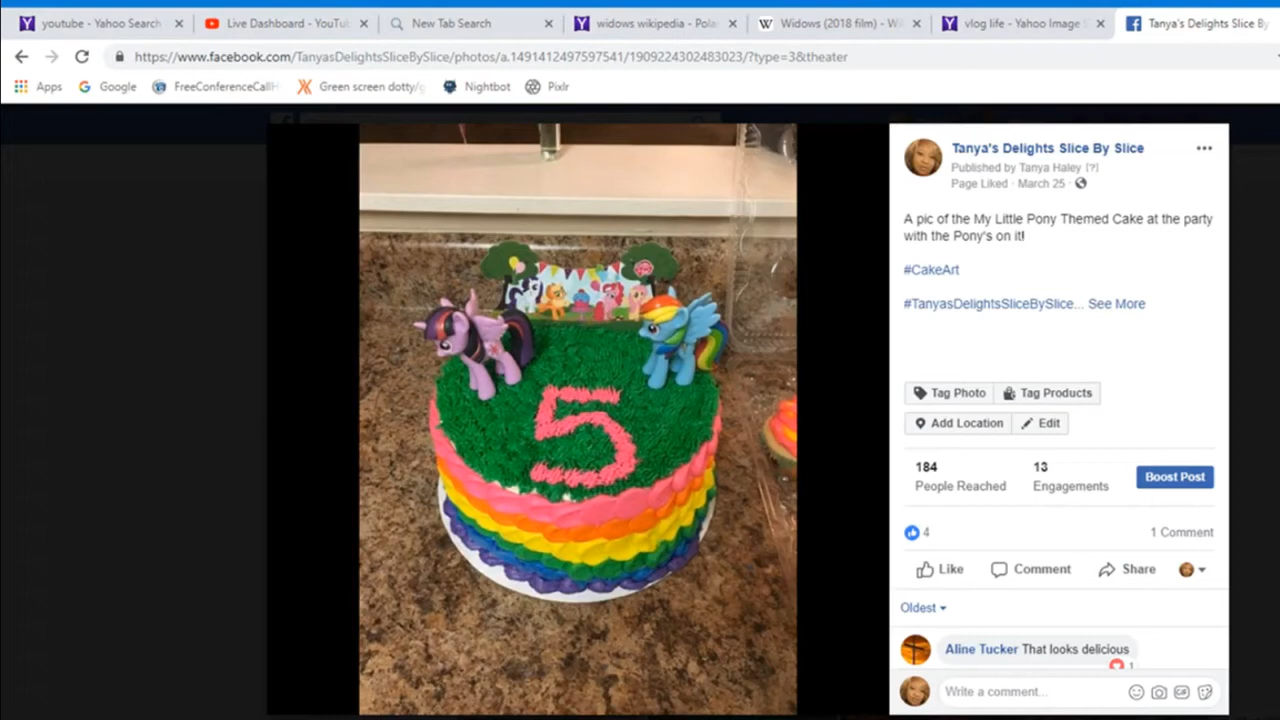 youtube - Yahoo Search
Live Dashboard - YouTu
New Tab Search
widows wikipedia - Pola
Widows (2018 film) - Wi
vlog life - Yahoo Image S
Tanya's Delights Slice By
https://www.facebook.com/TanyasDelightsSliceBySlice/photos/a.1491412497597541/1909224302483023/?type=3&theater
Apps
Google
FreeConferenceCallH
Green screen dotty/g
Nightbot
Pixlr
5
Tanya's Delights Slice By Slice
Published by Tanya Haley [?]
Page Liked · March 25 ·
A pic of the My Little Pony Themed Cake at the party
with the Pony's on it!
#CakeArt
#TanyasDelightsSliceBySlice... See More
Tag Photo
Tag Products
Add Location
Edit
184
People Reached
13
Engagements
Boost Post
4
1 Comment
Like
Comment
Share
Oldest
Aline Tucker That looks delicious
1
Write a comment...
GIF